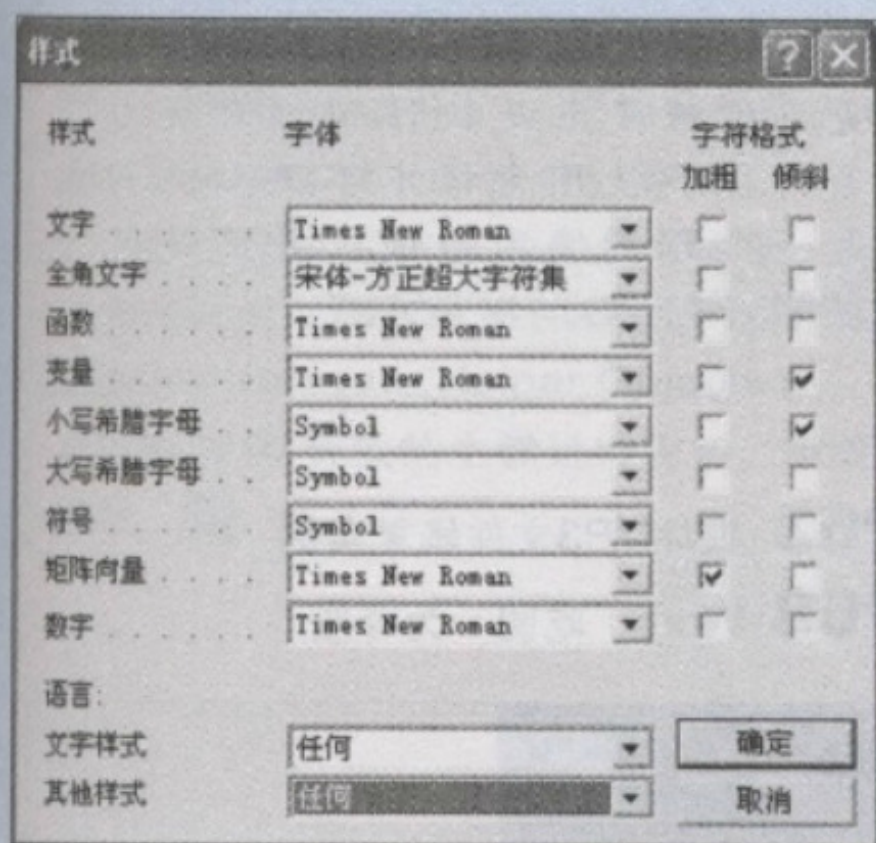 样式
样式 字体 字符格式
加粗 倾斜
文字 . . . . . . Times New Roman
全角文字 . . . . 宋体-方正超大字符集
函数 . . . . . . Times New Roman
变量 . . . . . . Times New Roman
小写希腊字母 . . Symbol
大写希腊字母 . . Symbol
符号 . . . . . . Symbol
矩阵向量 . . . . Times New Roman
数字 . . . . . . Times New Roman
语言:
文字样式 任何 确定
其他样式 任何 取消